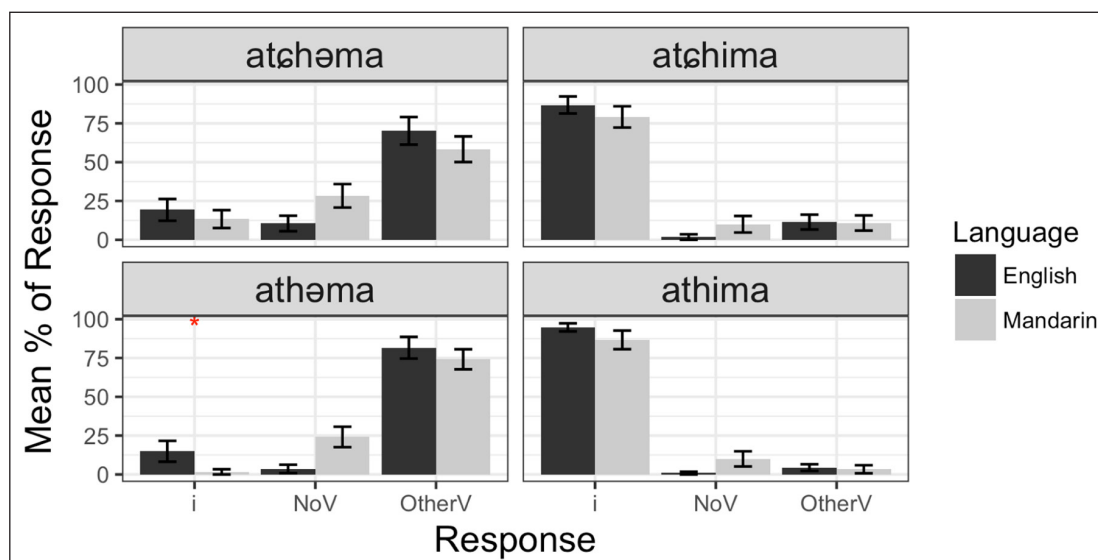 atɕhəma
atɕhima
100
75
50
25
0
athəma
athima
*
100
75
50
25
0
i
NoV
OtherV
i
NoV
OtherV
Mean % of Response
Response
Language
English
Mandarin